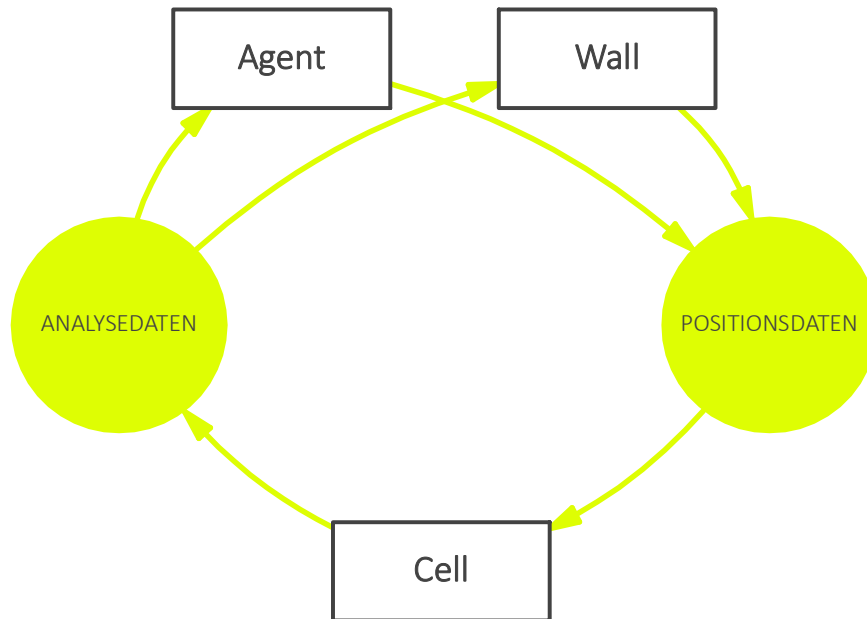 Agent
Wall
ANALYSEDATEN
POSITIONSDATEN
Cell